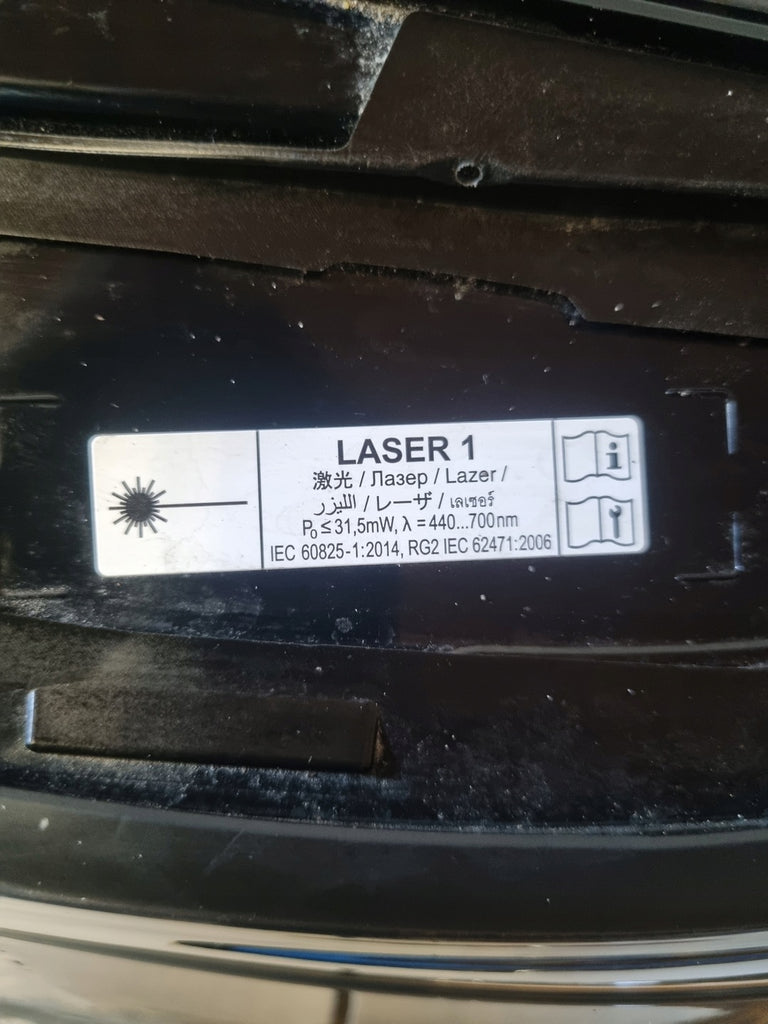 LASER 1
激光 / Лазер / Lazer /
الليزر / レーザ / เลเซอร์
P₀ ≤ 31,5mW, λ = 440...700nm
IEC 60825-1:2014, RG2 IEC 62471:2006
i